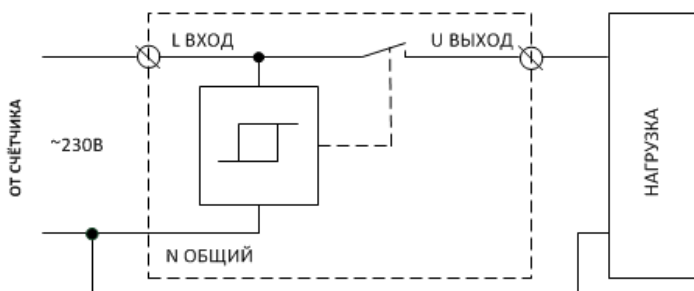 L ВХОД
U ВЫХОД
ОТ СЧЁТЧИКА
~230В
НАГРУЗКА
N ОБЩИЙ